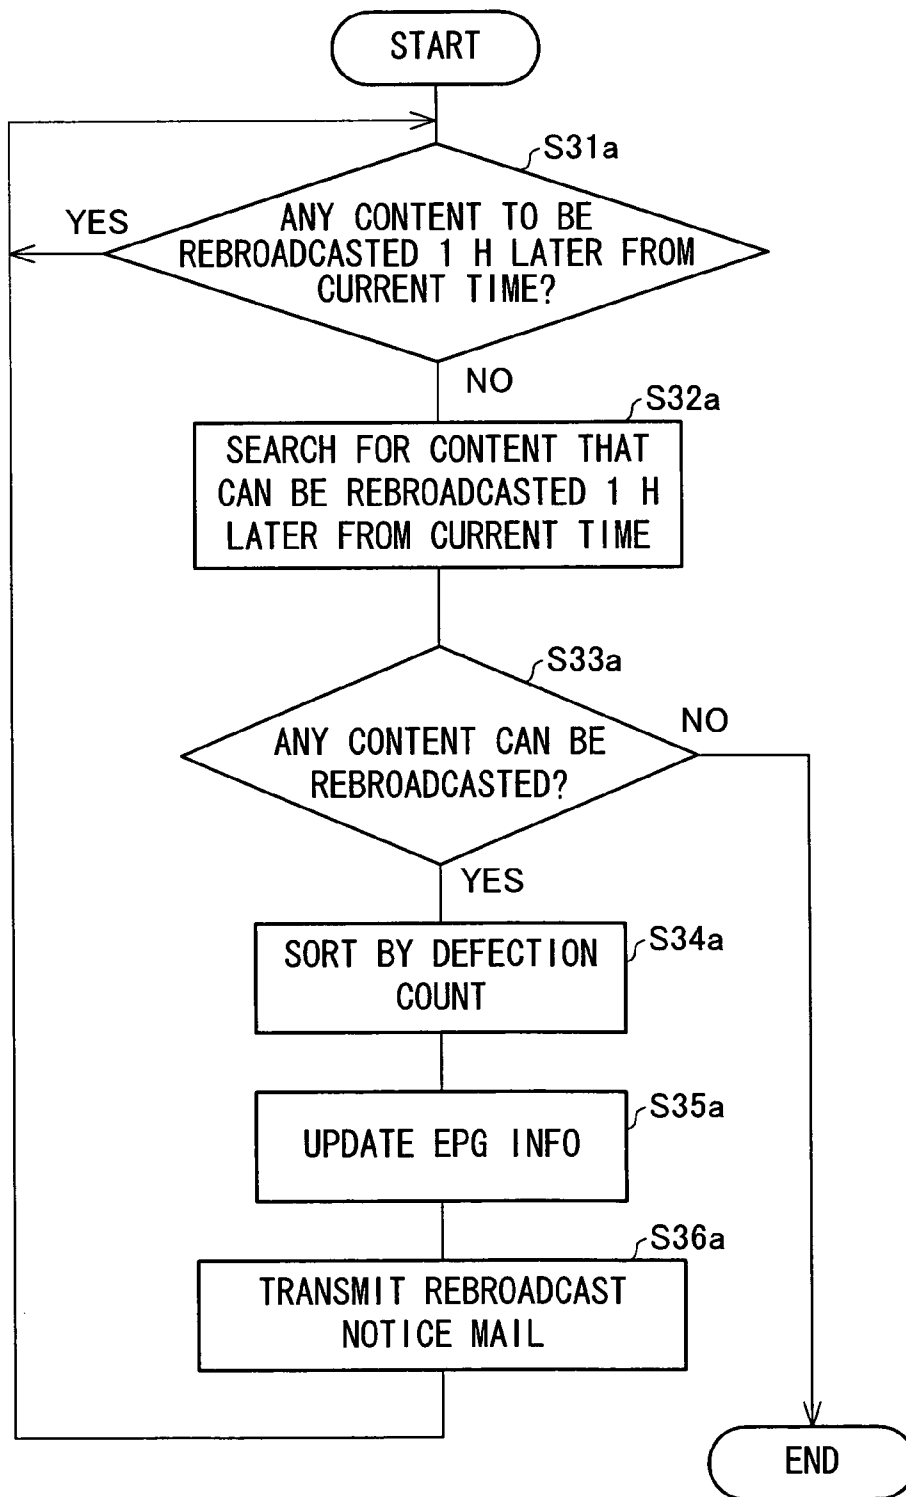 START
S31a
YES
ANY CONTENT TO BE
REBROADCASTED 1 H LATER FROM
CURRENT TIME?
NO
S32a
SEARCH FOR CONTENT THAT
CAN BE REBROADCASTED 1 H
LATER FROM CURRENT TIME
S33a
NO
ANY CONTENT CAN BE
REBROADCASTED?
YES
S34a
SORT BY DEFECTION
COUNT
S35a
UPDATE EPG INFO
S36a
TRANSMIT REBROADCAST
NOTICE MAIL
END